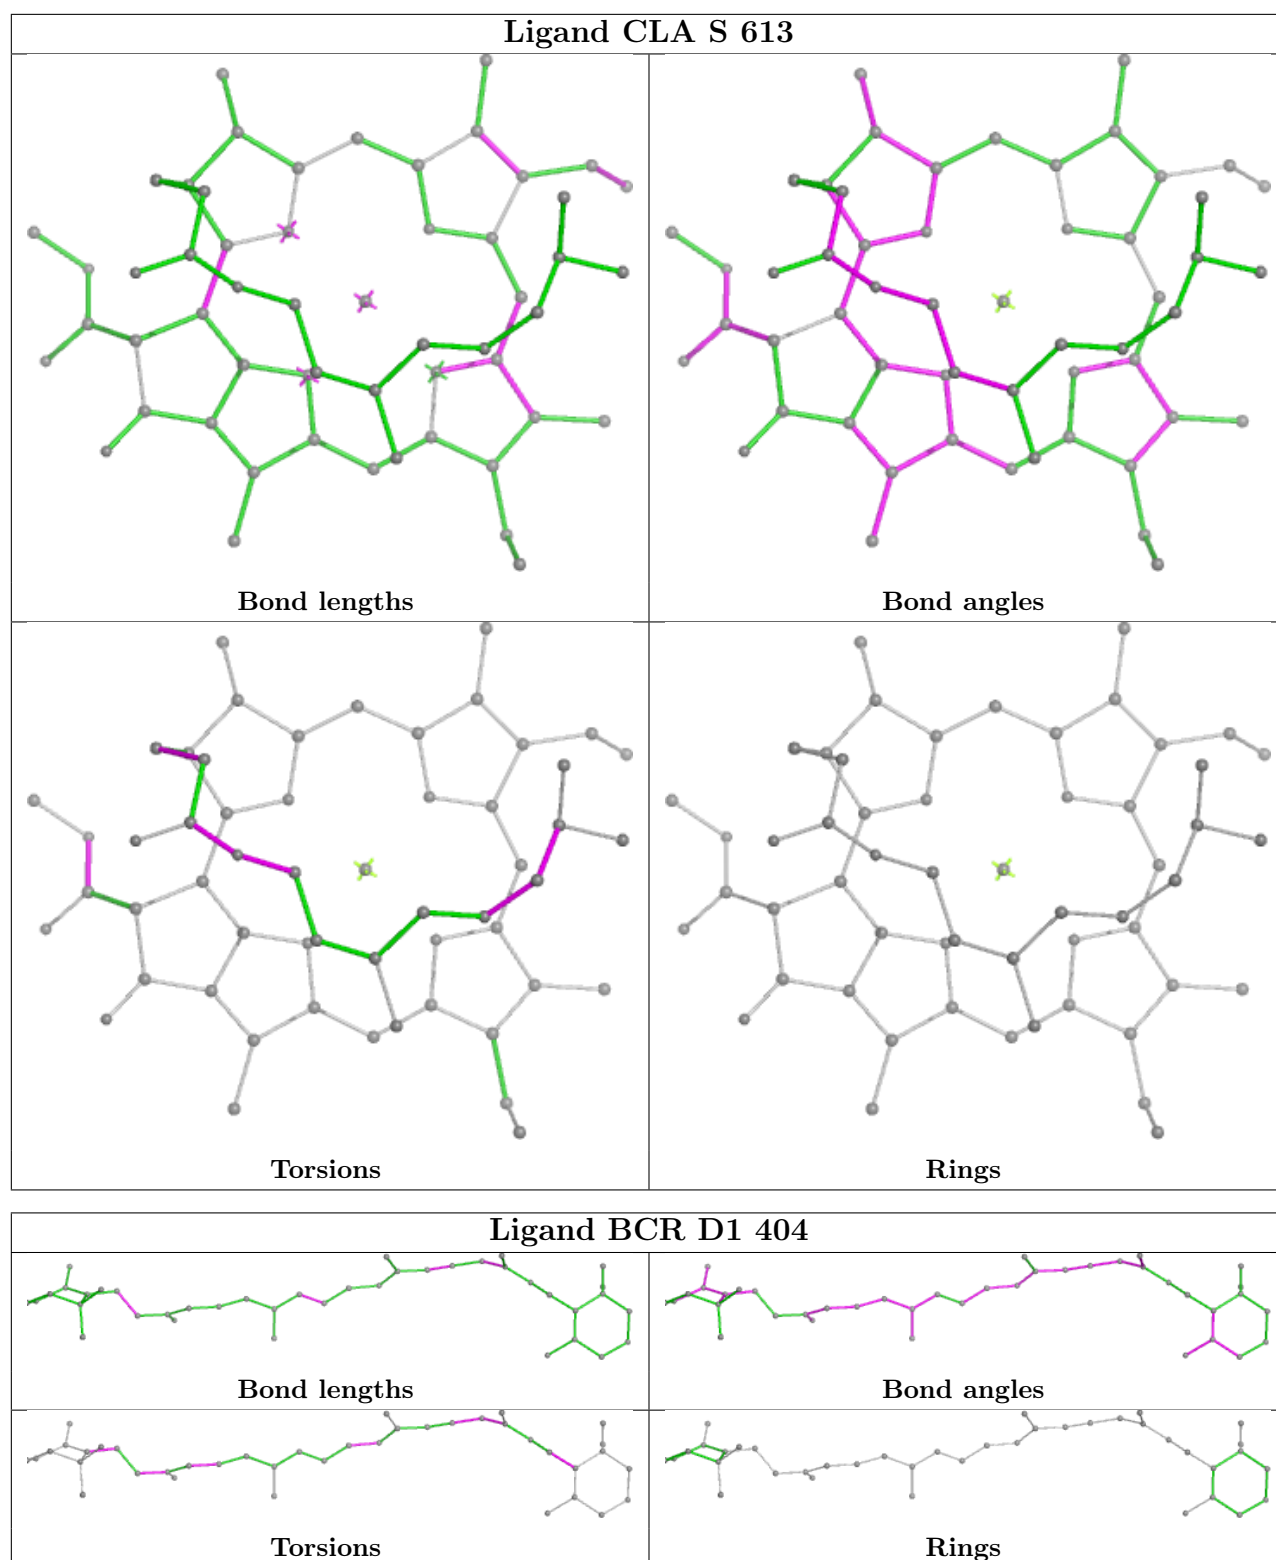 Ligand CLA S 613
Bond lengths
Bond angles
Torsions
Rings
Ligand BCR D1 404
Bond lengths
Bond angles
Torsions
Rings